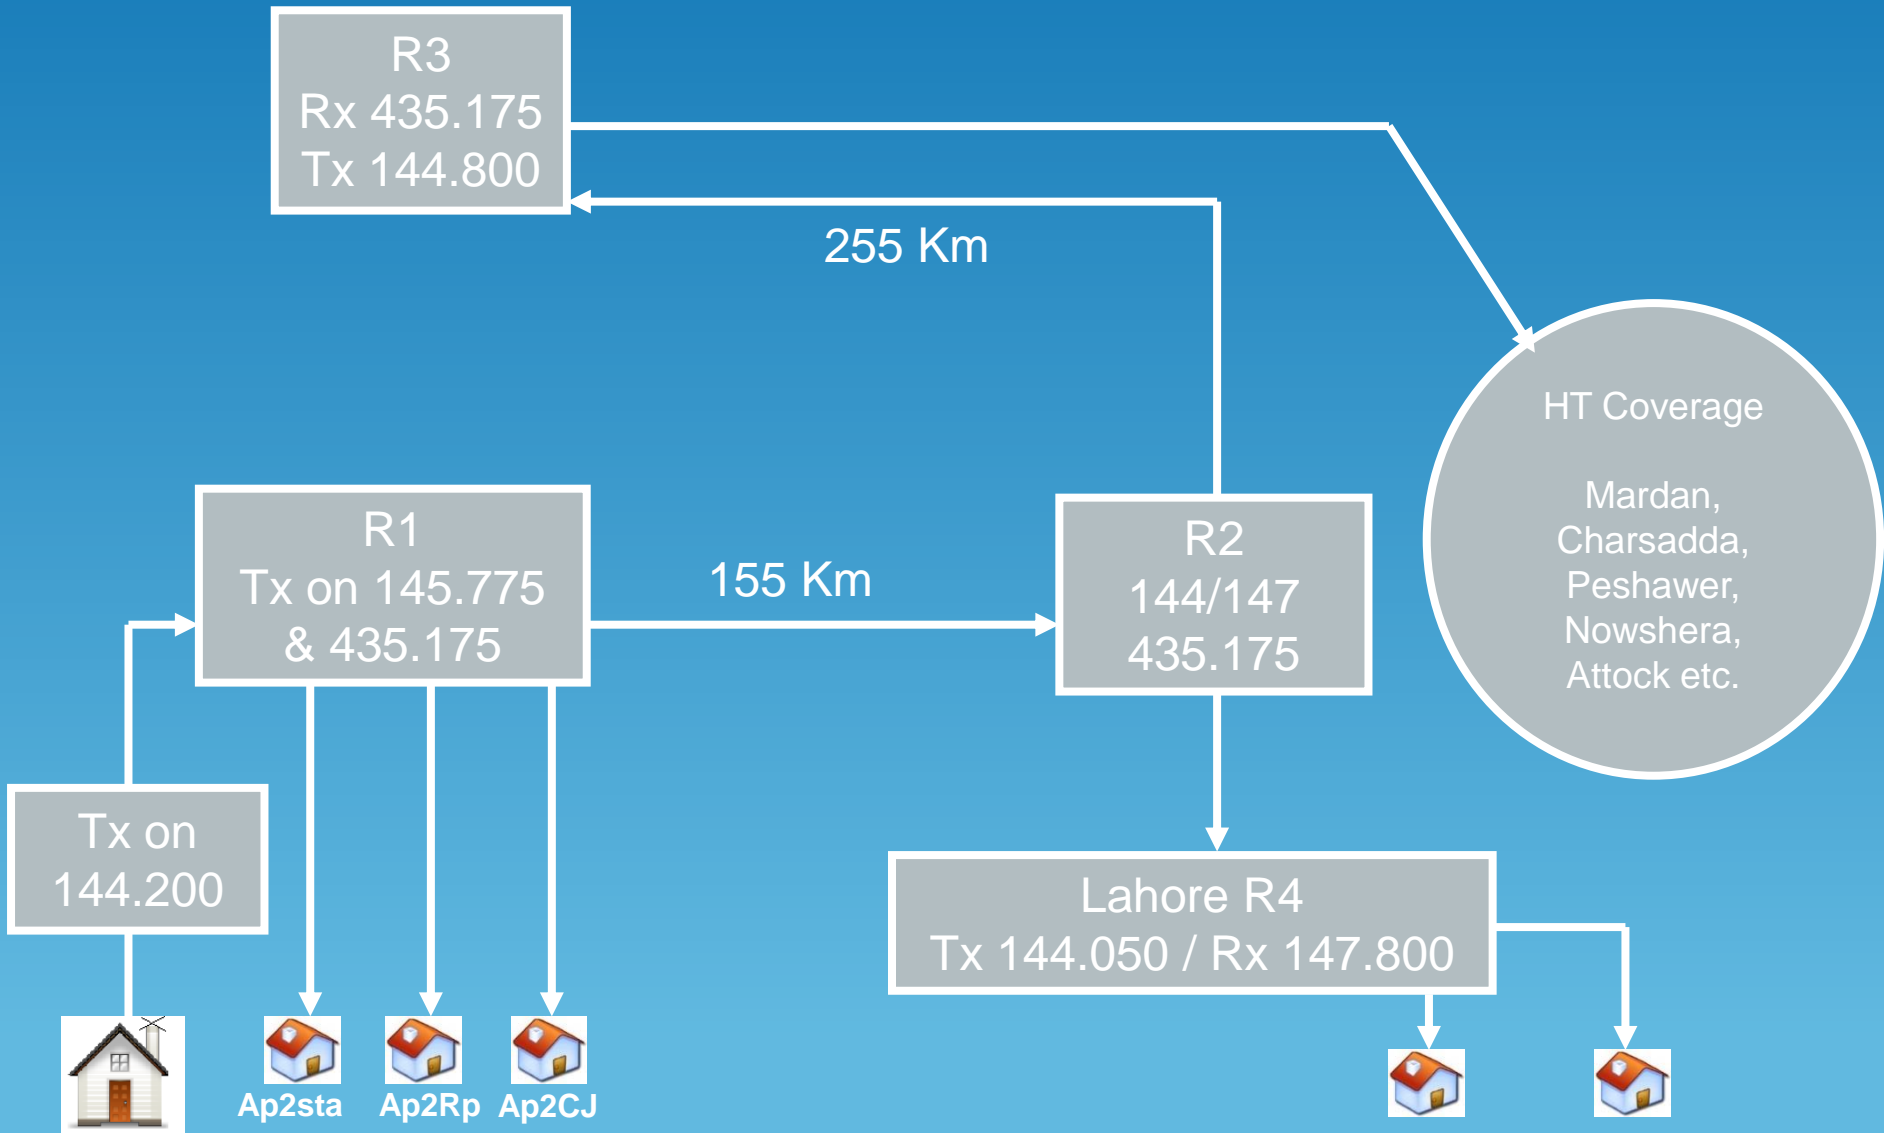 R3
Rx 435.175
Tx 144.800
255 Km
HT Coverage
Mardan,
Charsadda,
Peshawer,
Nowshera,
Attock etc.
R1
Tx on 145.775
& 435.175
155 Km
R2
144/147
435.175
Tx on
144.200
Lahore R4
Tx 144.050 / Rx 147.800
Ap2sta
Ap2Rp
Ap2CJ